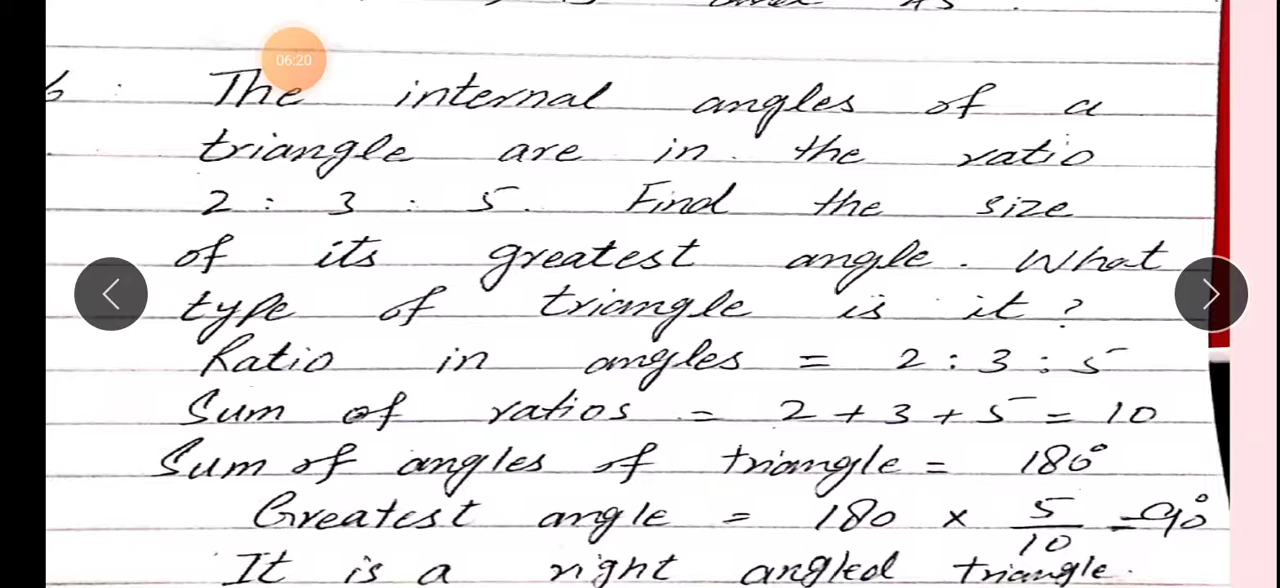 06:20
6. The internal angles of a
triangle are in the ratio
2 : 3 : 5. Find the size
of its greatest angle. What
type of triangle is it?
Ratio in angles = 2 : 3 : 5
Sum of ratios = 2 + 3 + 5 = 10
Sum of angles of triangle = 180°
Greatest angle = 180 × 5/10 = 90°
It is a right angled triangle.